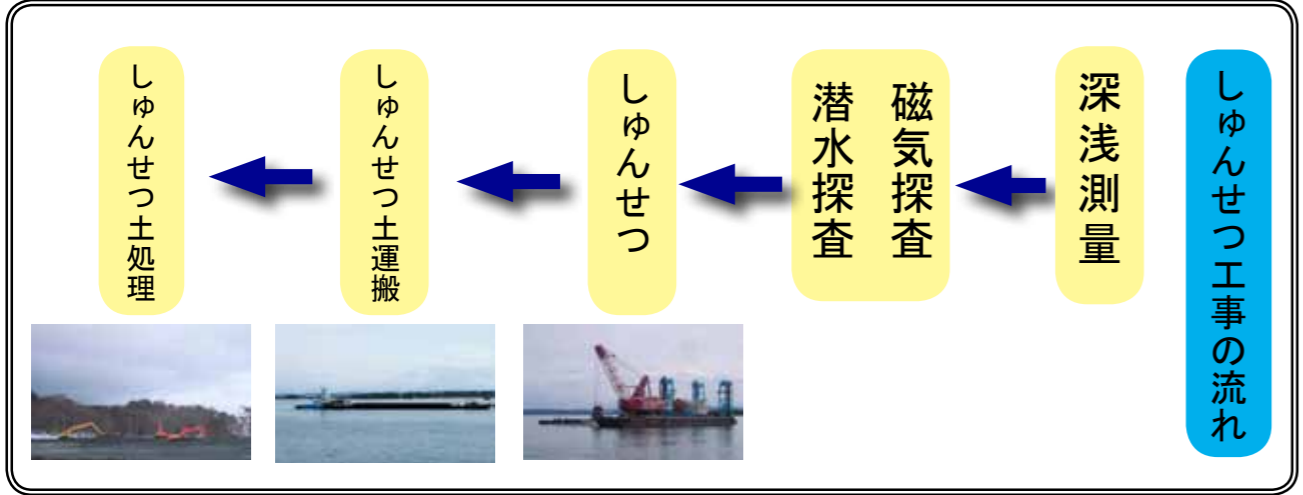 しゅんせつ工事の流れ
深浅測量
磁気探査
潜水探査
しゅんせつ
しゅんせつ土運搬
しゅんせつ土処理